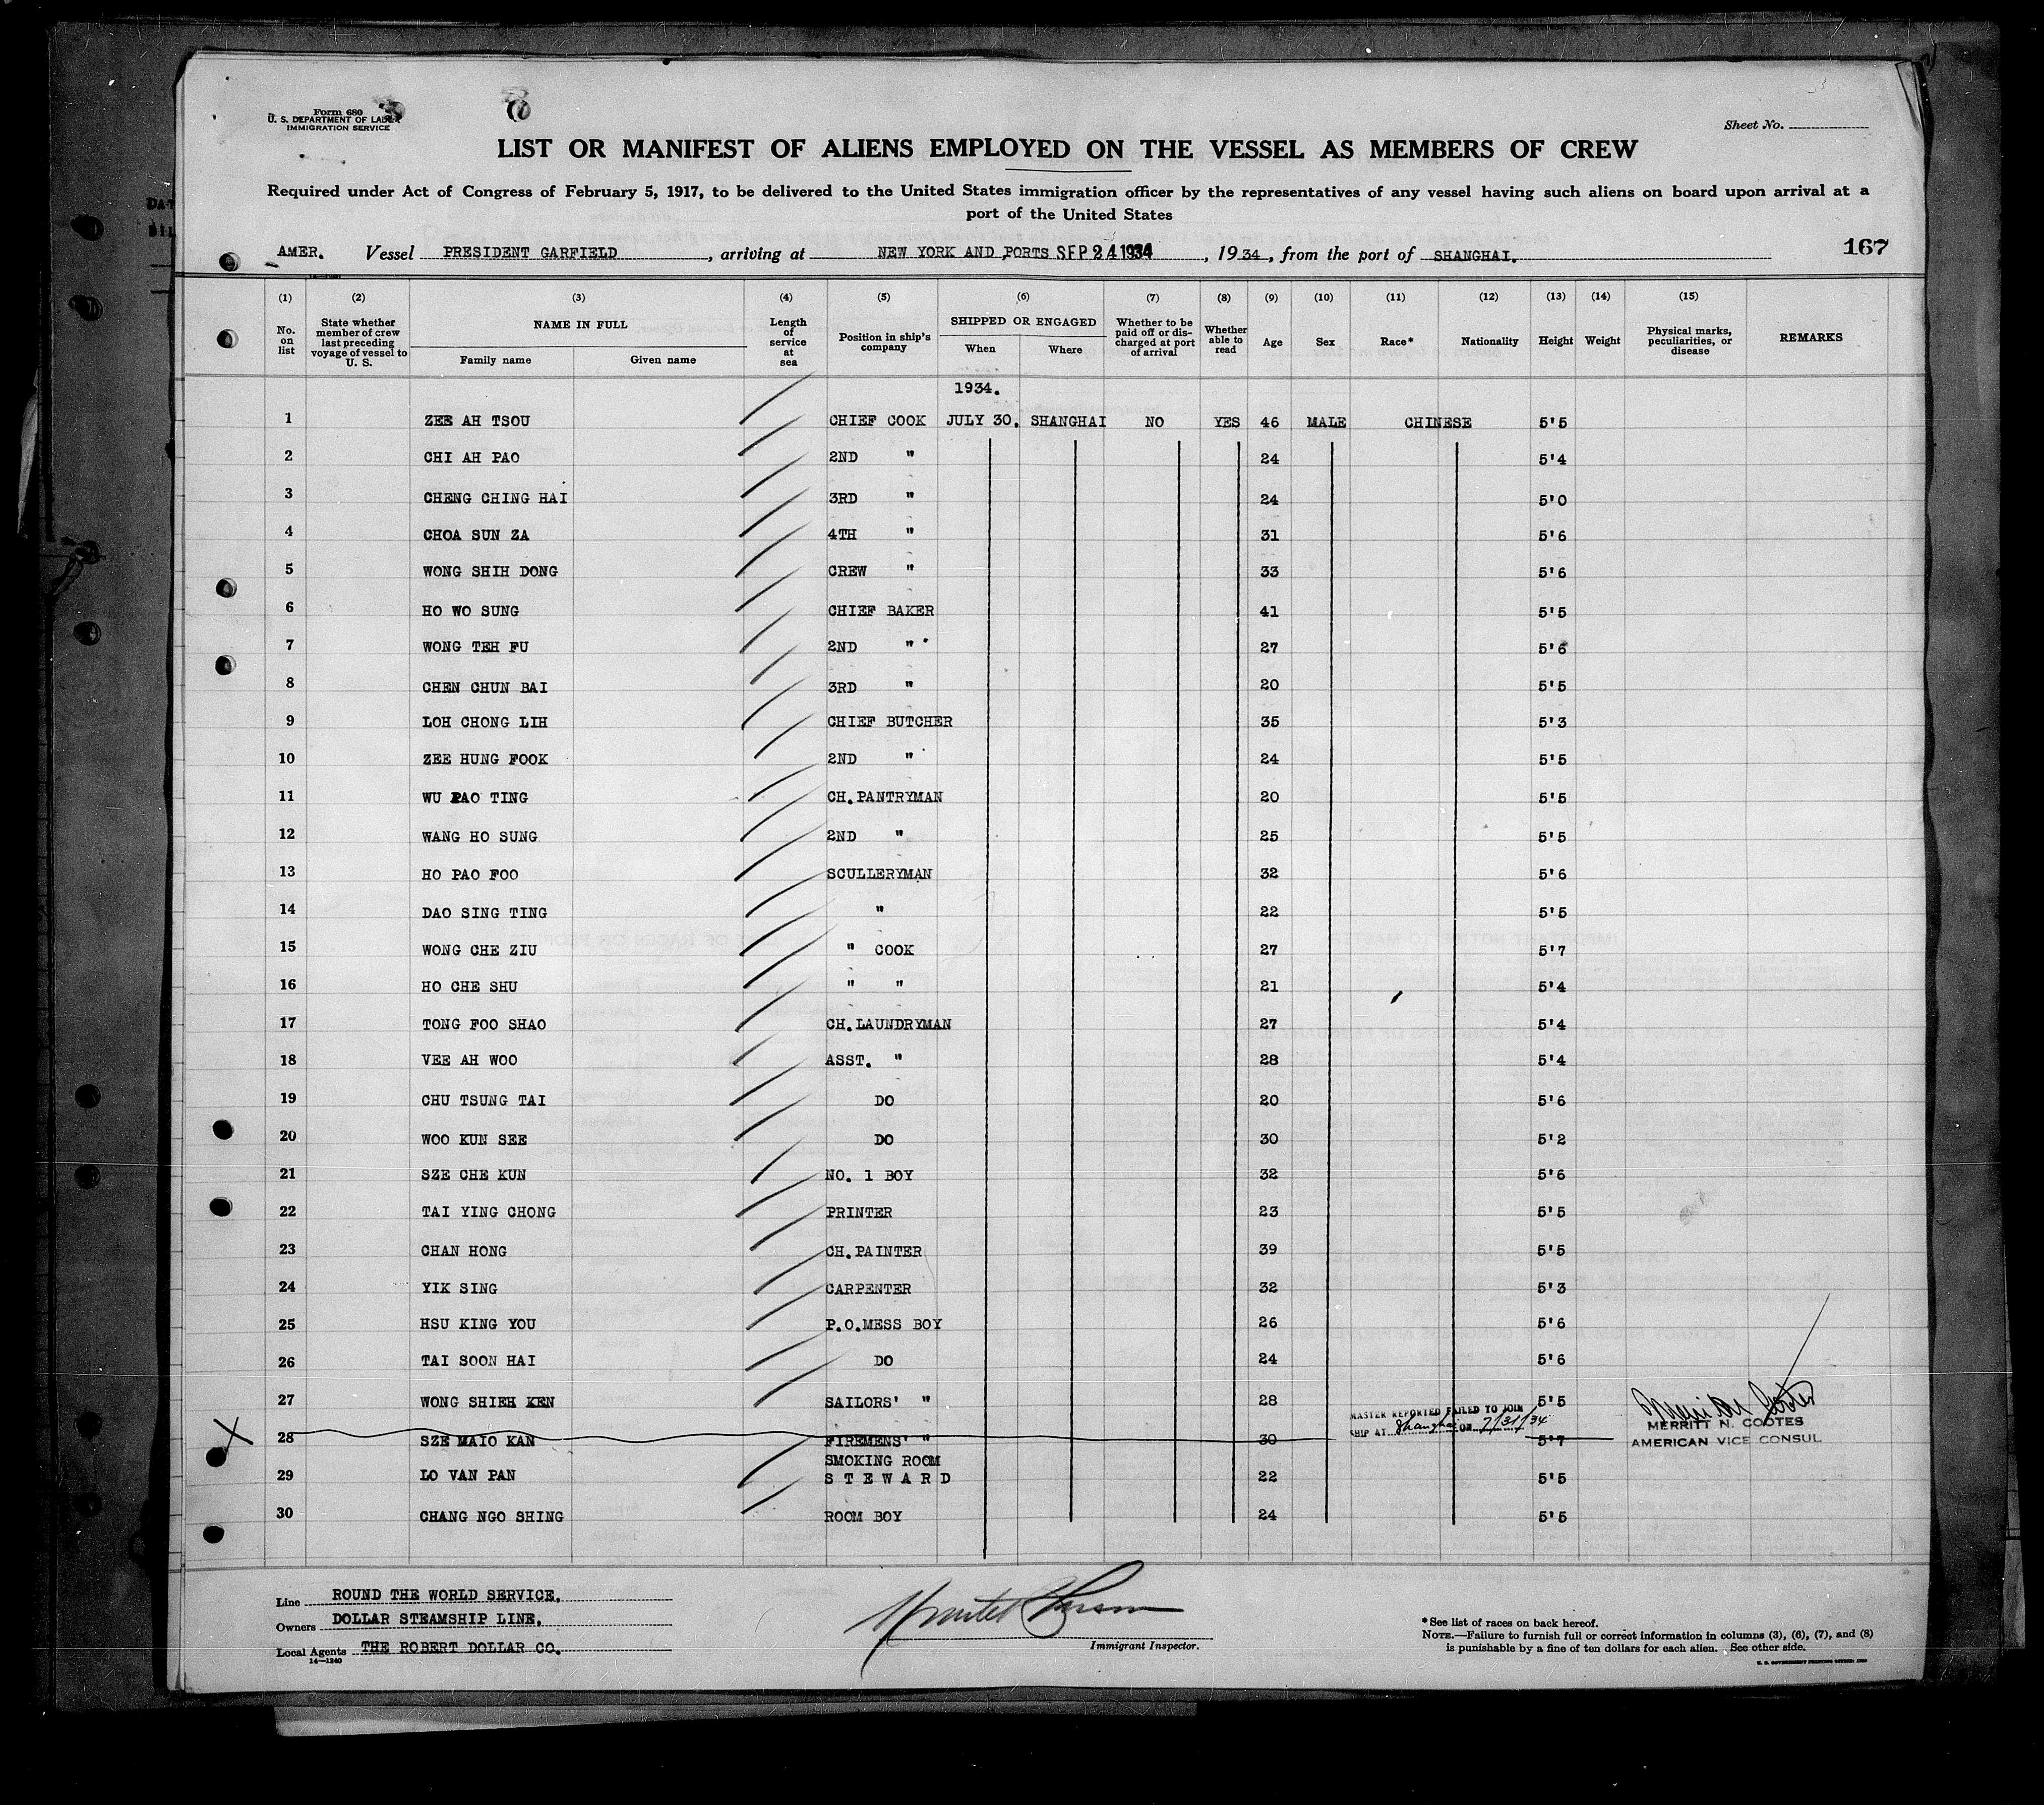 Form 680
U. S. DEPARTMENT OF LABOR
IMMIGRATION SERVICE
Sheet No.
LIST OR MANIFEST OF ALIENS EMPLOYED ON THE VESSEL AS MEMBERS OF CREW
Required under Act of Congress of February 5, 1917, to be delivered to the United States immigration officer by the representatives of any vessel having such aliens on board upon arrival at a
port of the United States
AMER. Vessel PRESIDENT GARFIELD , arriving at NEW YORK AND PORTS SEP 24 1934 , 1934, from the port of SHANGHAI. 167
(1) (2) (3) (4) (5) (6) (7) (8) (9) (10) (11) (12) (13) (14) (15)
No. on list State whether member of crew last preceding voyage of vessel to U. S. NAME IN FULL Family name Given name Length of service at sea Position in ship's company SHIPPED OR ENGAGED When Where Whether to be paid off or discharged at port of arrival Whether able to read Age Sex Race* Nationality Height Weight Physical marks, peculiarities, or disease REMARKS
1934.
1 ZEE AH TSOU CHIEF COOK JULY 30. SHANGHAI NO YES 46 MALE CHINESE 5'5
2 CHI AH PAO 2ND " 24 5'4
3 CHENG CHING HAI 3RD " 24 5'0
4 CHOA SUN ZA 4TH " 31 5'6
5 WONG SHIH DONG CREW " 33 5'6
6 HO WO SUNG CHIEF BAKER 41 5'5
7 WONG TEH FU 2ND " 27 5'6
8 CHEN CHUN BAI 3RD " 20 5'5
9 LOH CHONG LIH CHIEF BUTCHER 35 5'3
10 ZEE HUNG FOOK 2ND " 24 5'5
11 WU PAO TING CH.PANTRYMAN 20 5'5
12 WANG HO SUNG 2ND " 25 5'5
13 HO PAO FOO SCULLERYMAN 32 5'6
14 DAO SING TING " 22 5'5
15 WONG CHE ZIU " COOK 27 5'7
16 HO CHE SHU " " 21 5'4
17 TONG FOO SHAO CH.LAUNDRYMAN 27 5'4
18 VEE AH WOO ASST. " 28 5'4
19 CHU TSUNG TAI DO 20 5'6
20 WOO KUN SEE DO 30 5'2
21 SZE CHE KUN NO. 1 BOY 32 5'6
22 TAI YING CHONG PRINTER 23 5'5
23 CHAN HONG CH.PAINTER 39 5'5
24 YIK SING CARPENTER 32 5'3
25 HSU KING YOU P.O.MESS BOY 26 5'6
26 TAI SOON HAI DO 24 5'6
27 WONG SHIEH KEN SAILORS' " 28 5'5
MASTER REPORTED FAILED TO JOIN
SHIP AT Shanghai ON 7/31/34
MERRITT N. COOTES
AMERICAN VICE CONSUL
X 28 SZE MAIO KAN FIREMENS' " 30 5'7
29 LO VAN PAN SMOKING ROOM STEWARD 22 5'5
30 CHANG NGO SHING ROOM BOY 24 5'5
Line ROUND THE WORLD SERVICE.
Owners DOLLAR STEAMSHIP LINE.
Local Agents THE ROBERT DOLLAR CO.
14—1240
Immigrant Inspector.
*See list of races on back hereof.
NOTE.—Failure to furnish full or correct information in columns (3), (6), (7), and (8)
is punishable by a fine of ten dollars for each alien. See other side.
U. S. GOVERNMENT PRINTING OFFICE